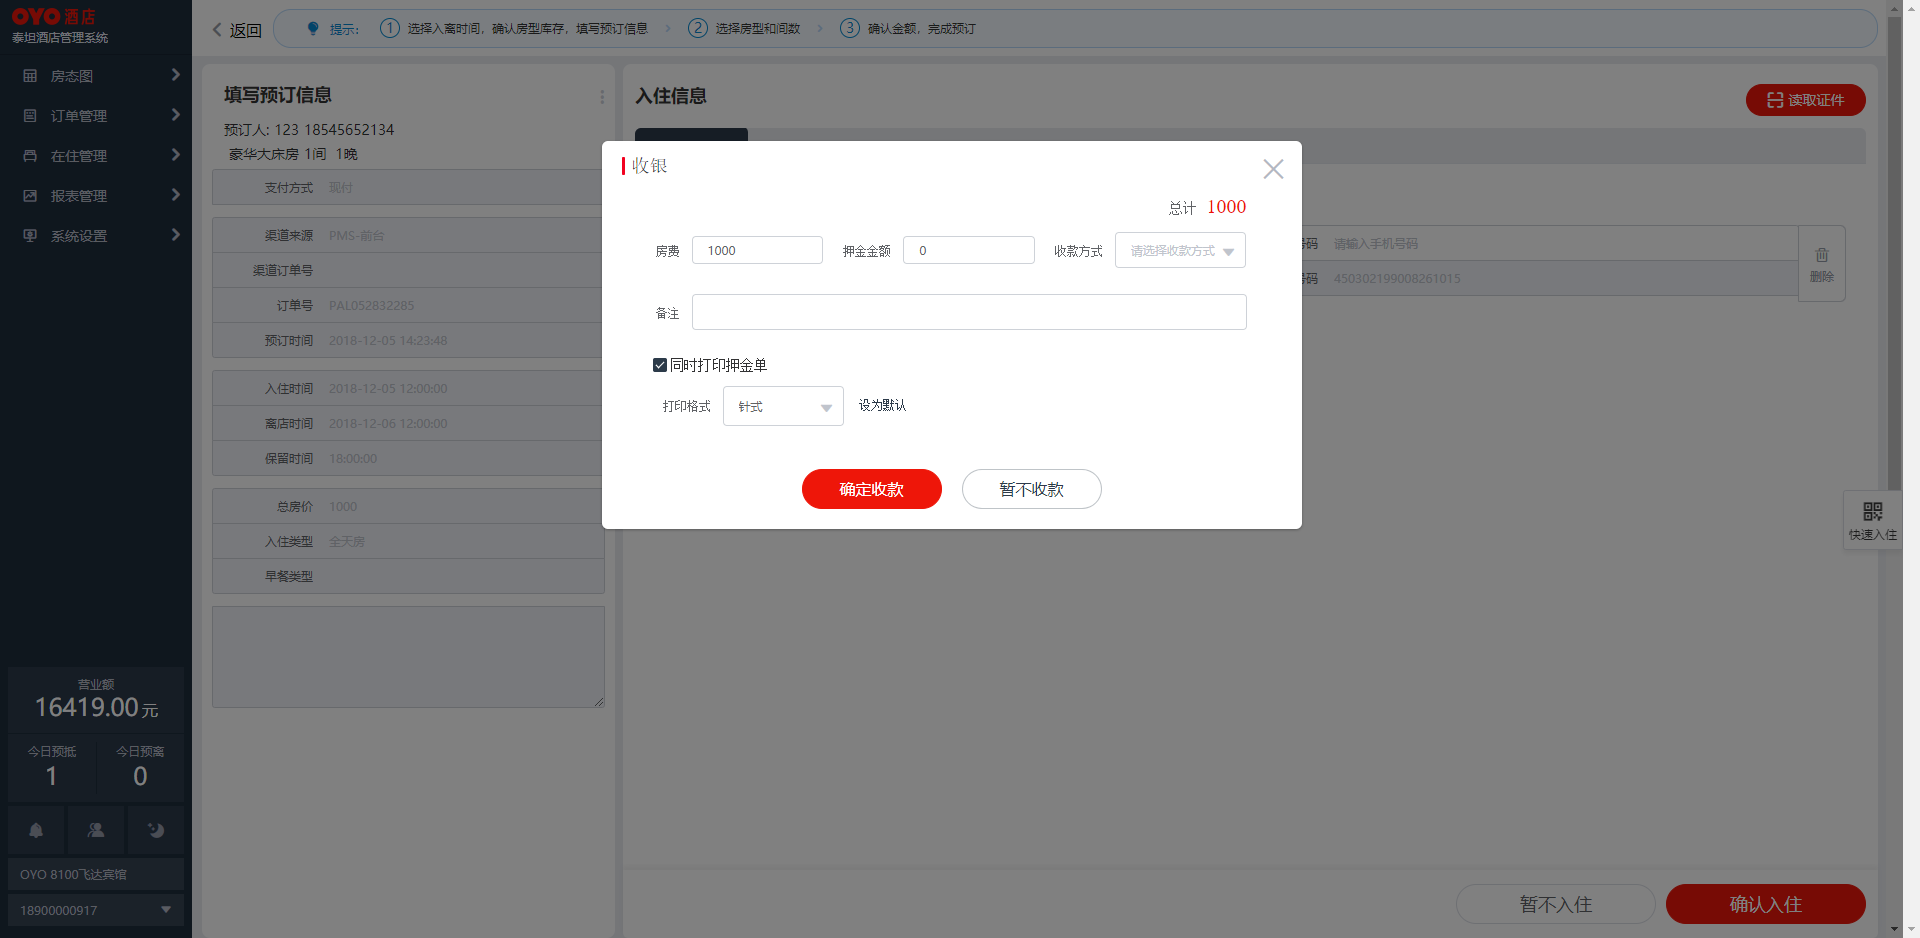 OYO 酒店
泰坦酒店管理系统
房态图
订单管理
在住管理
报表管理
系统设置
营业额
16419.00 元
今日预抵 今日预离
1 0
OYO 8100飞达宾馆
18900000917
返回
提示: 1 选择入离时间，确认房型库存，填写预订信息 2 选择房型和间数 3 确认金额，完成预订
填写预订信息
预订人: 123 18545652134
豪华大床房 1间 1晚
支付方式 现付
渠道来源 PMS-前台
渠道订单号
订单号 PAL052832285
预订时间 2018-12-05 14:23:48
入住时间 2018-12-05 12:00:00
离店时间 2018-12-06 12:00:00
保留时间 18:00:00
总房价 1000
入住类型 全天房
早餐类型
入住信息
读取证件
号码 请输入手机号码
号码 450302199008261015
删除
收银
总计 1000
房费 1000 押金金额 0 收款方式 请选择收款方式
备注
同时打印押金单
打印格式 针式 设为默认
确定收款 暂不收款
快速入住
暂不入住 确认入住